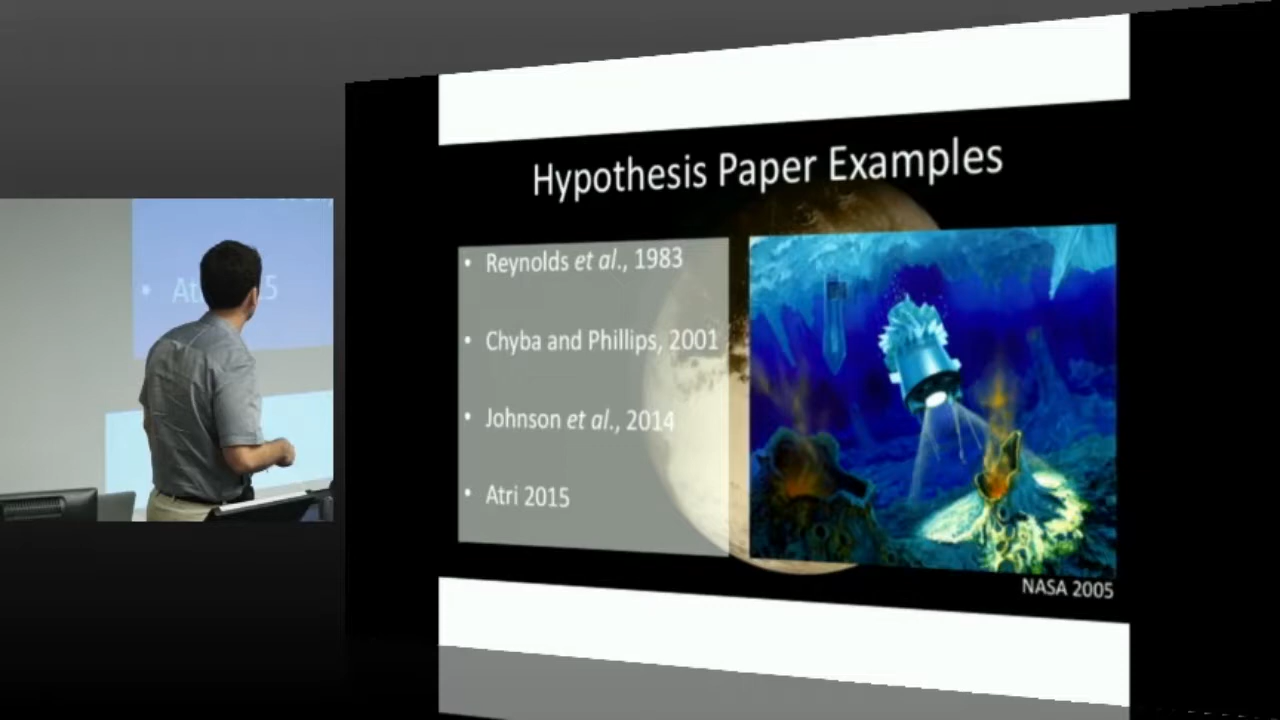 Hypothesis Paper Examples
• Reynolds et al., 1983
• Chyba and Phillips, 2001
• Johnson et al., 2014
• Atri 2015
NASA 2005